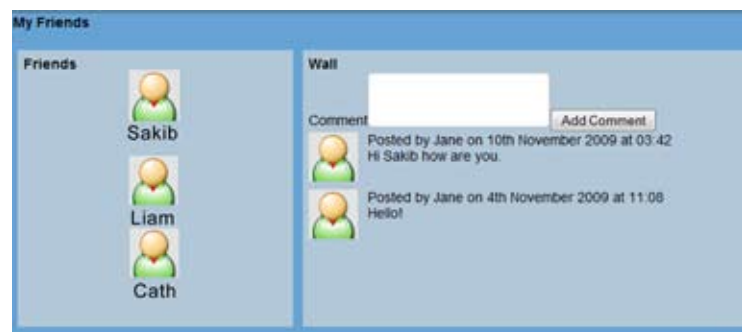 My Friends
Friends
Sakib
Liam
Cath
Wall
Comment
Add Comment
Posted by Jane on 10th November 2009 at 03:42
Hi Sakib how are you.
Posted by Jane on 4th November 2009 at 11:08
Hello!